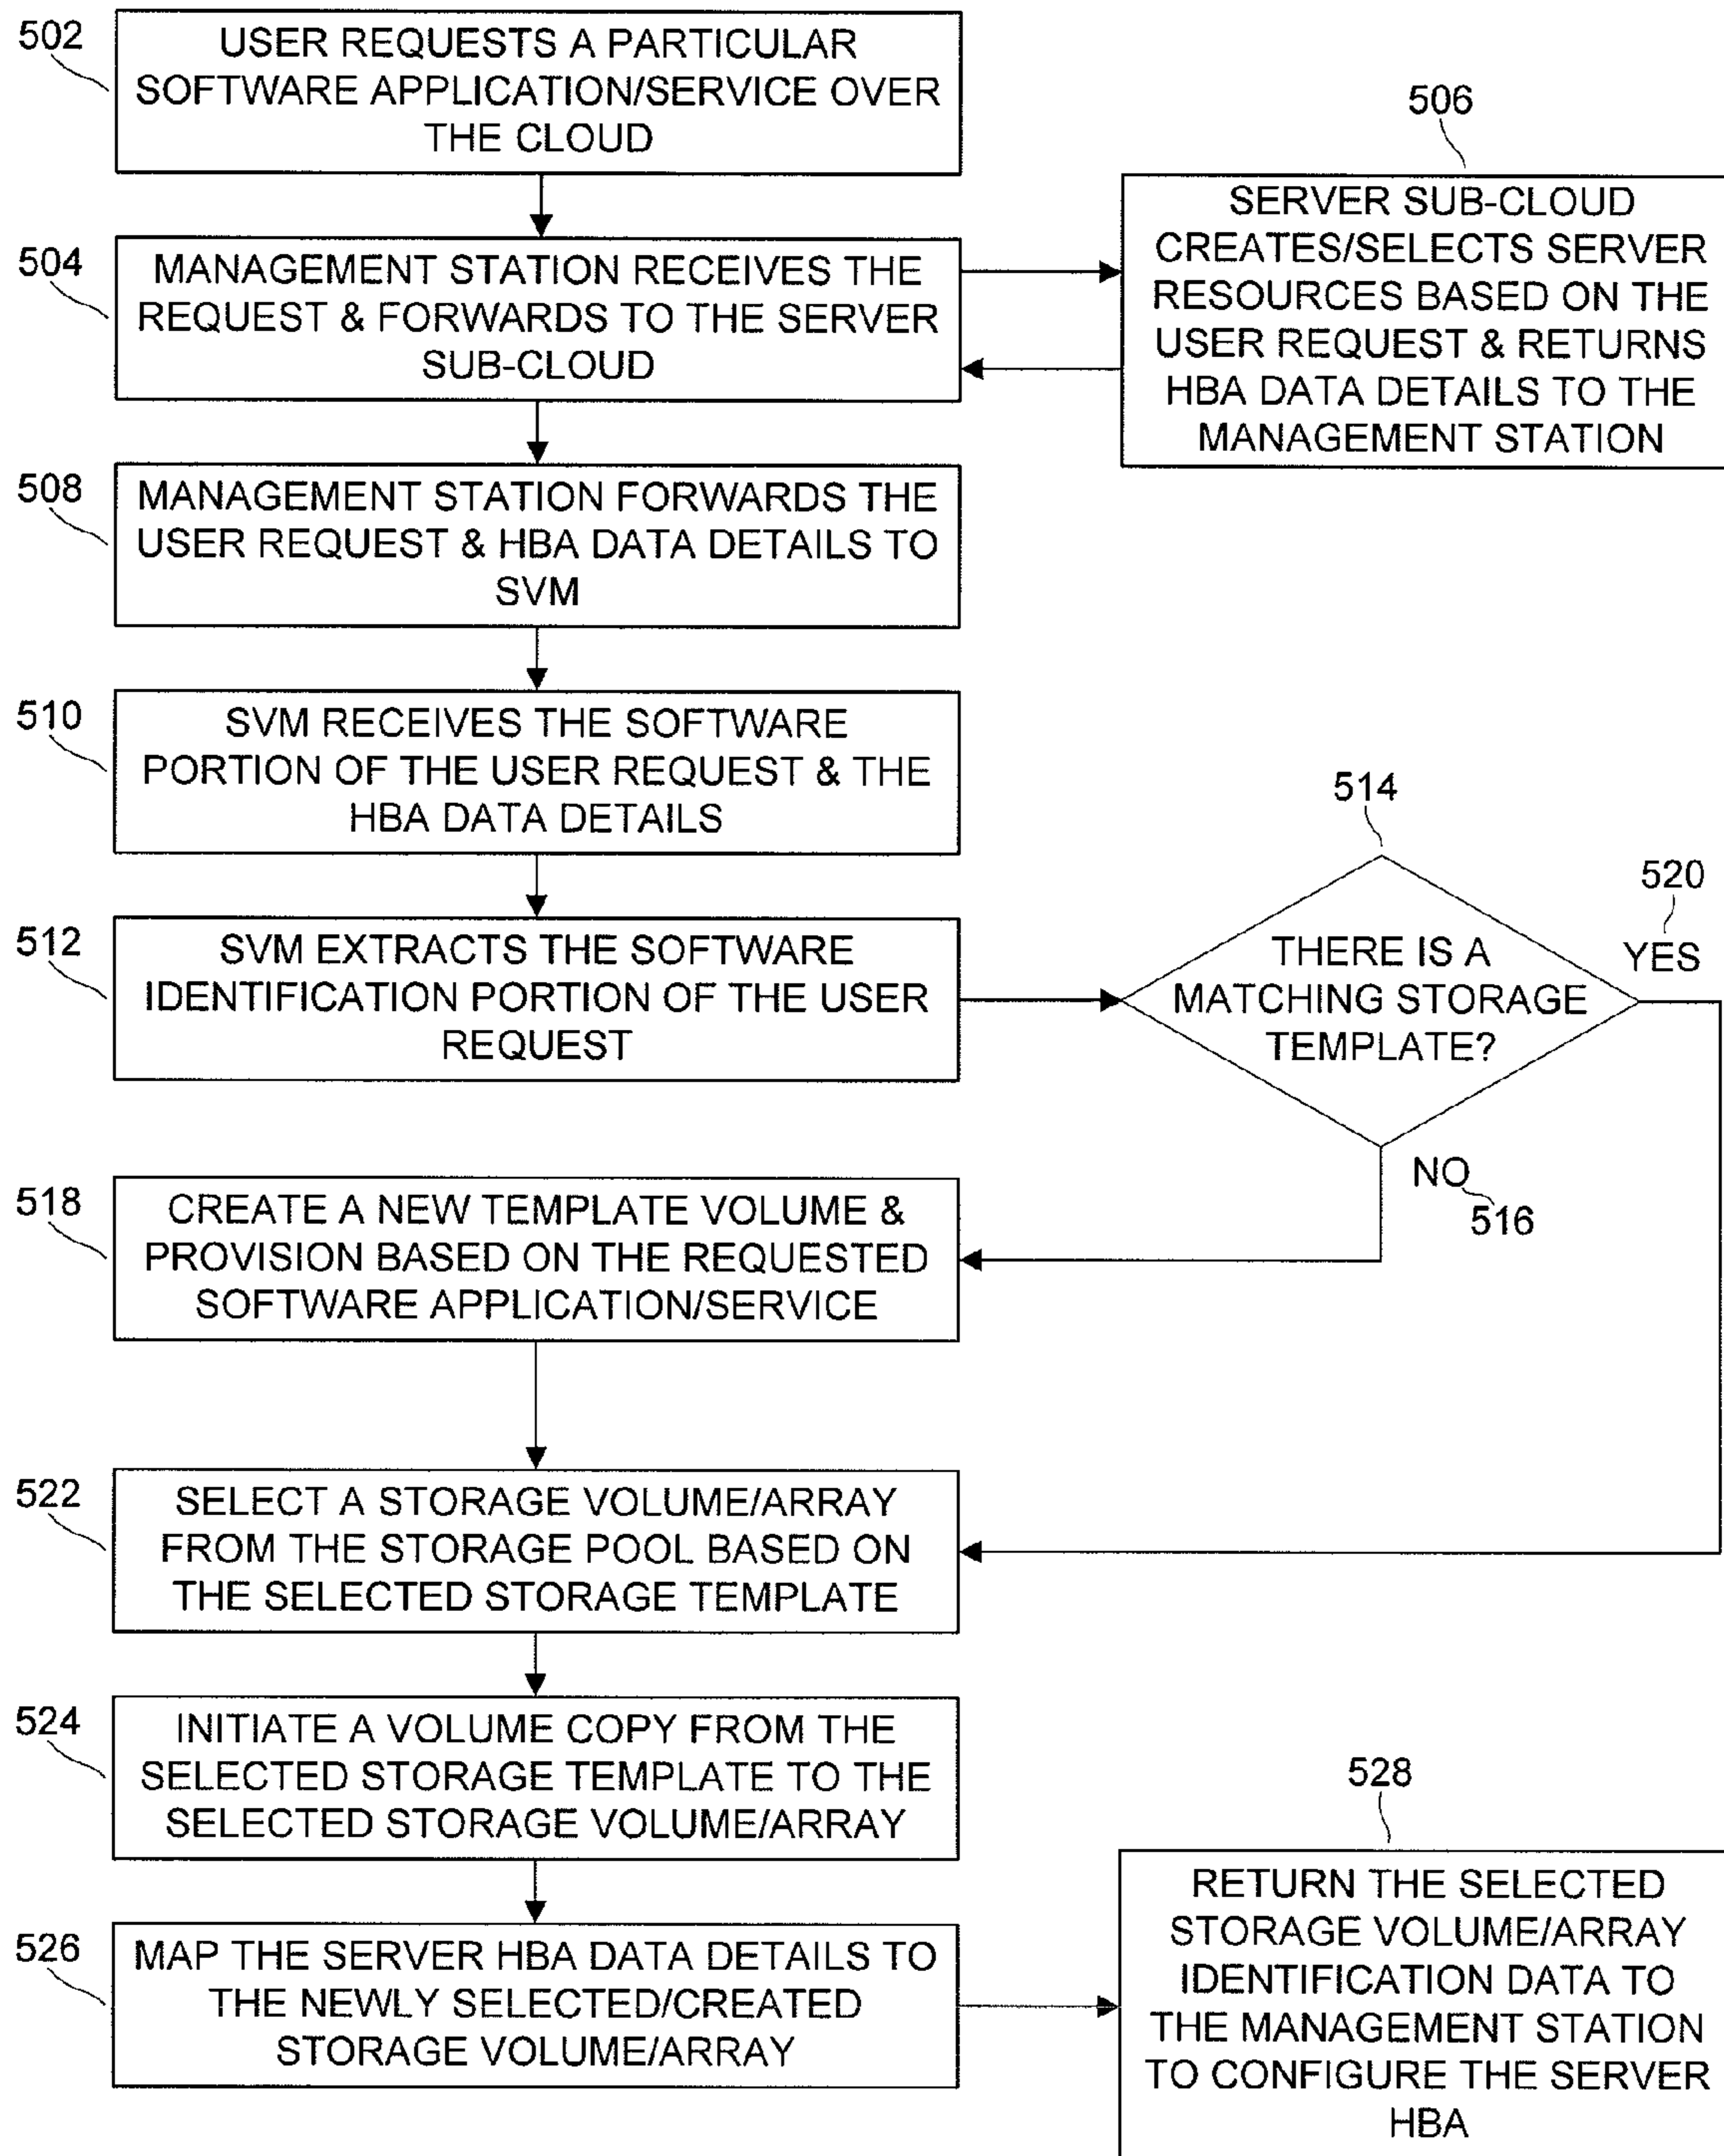 502
USER REQUESTS A PARTICULAR
SOFTWARE APPLICATION/SERVICE OVER
THE CLOUD
504
MANAGEMENT STATION RECEIVES THE
REQUEST & FORWARDS TO THE SERVER
SUB-CLOUD
506
SERVER SUB-CLOUD
CREATES/SELECTS SERVER
RESOURCES BASED ON THE
USER REQUEST & RETURNS
HBA DATA DETAILS TO THE
MANAGEMENT STATION
508
MANAGEMENT STATION FORWARDS THE
USER REQUEST & HBA DATA DETAILS TO
SVM
510
SVM RECEIVES THE SOFTWARE
PORTION OF THE USER REQUEST & THE
HBA DATA DETAILS
512
SVM EXTRACTS THE SOFTWARE
IDENTIFICATION PORTION OF THE USER
REQUEST
514
THERE IS A
MATCHING STORAGE
TEMPLATE?
520
YES
NO
516
518
CREATE A NEW TEMPLATE VOLUME &
PROVISION BASED ON THE REQUESTED
SOFTWARE APPLICATION/SERVICE
522
SELECT A STORAGE VOLUME/ARRAY
FROM THE STORAGE POOL BASED ON
THE SELECTED STORAGE TEMPLATE
524
INITIATE A VOLUME COPY FROM THE
SELECTED STORAGE TEMPLATE TO THE
SELECTED STORAGE VOLUME/ARRAY
526
MAP THE SERVER HBA DATA DETAILS TO
THE NEWLY SELECTED/CREATED
STORAGE VOLUME/ARRAY
528
RETURN THE SELECTED
STORAGE VOLUME/ARRAY
IDENTIFICATION DATA TO
THE MANAGEMENT STATION
TO CONFIGURE THE SERVER
HBA